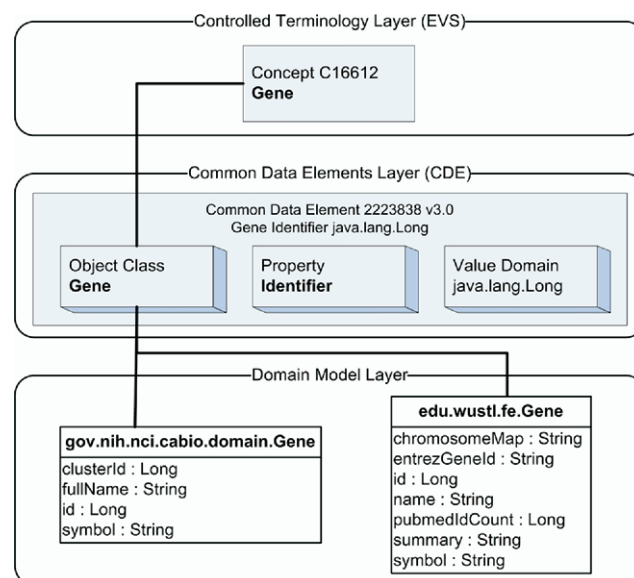 Controlled Terminology Layer (EVS)
Concept C16612
Gene
Common Data Elements Layer (CDE)
Common Data Element 2223838 v3.0
Gene Identifier java.lang.Long
Object Class
Gene
Property
Identifier
Value Domain
java.lang.Long
Domain Model Layer
gov.nih.nci.cabio.domain.Gene
clusterId : Long
fullName : String
id : Long
symbol : String
edu.wustl.fe.Gene
chromosomeMap : String
entrezGeneId : String
id : Long
name : String
pubmedIdCount : Long
summary : String
symbol : String